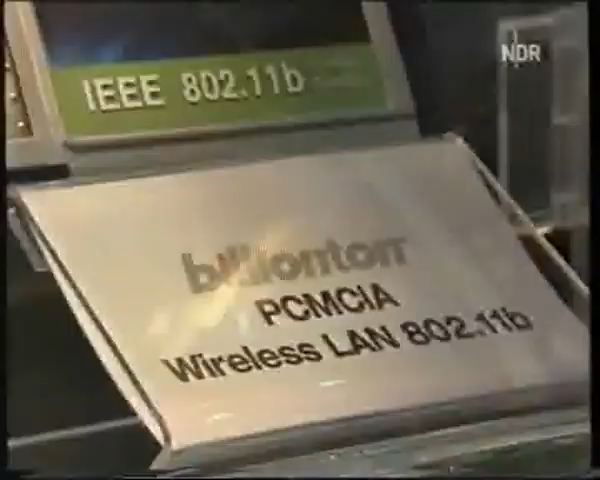 NDR
IEEE 802.11b
billionton
PCMCIA
Wireless LAN 802.11b